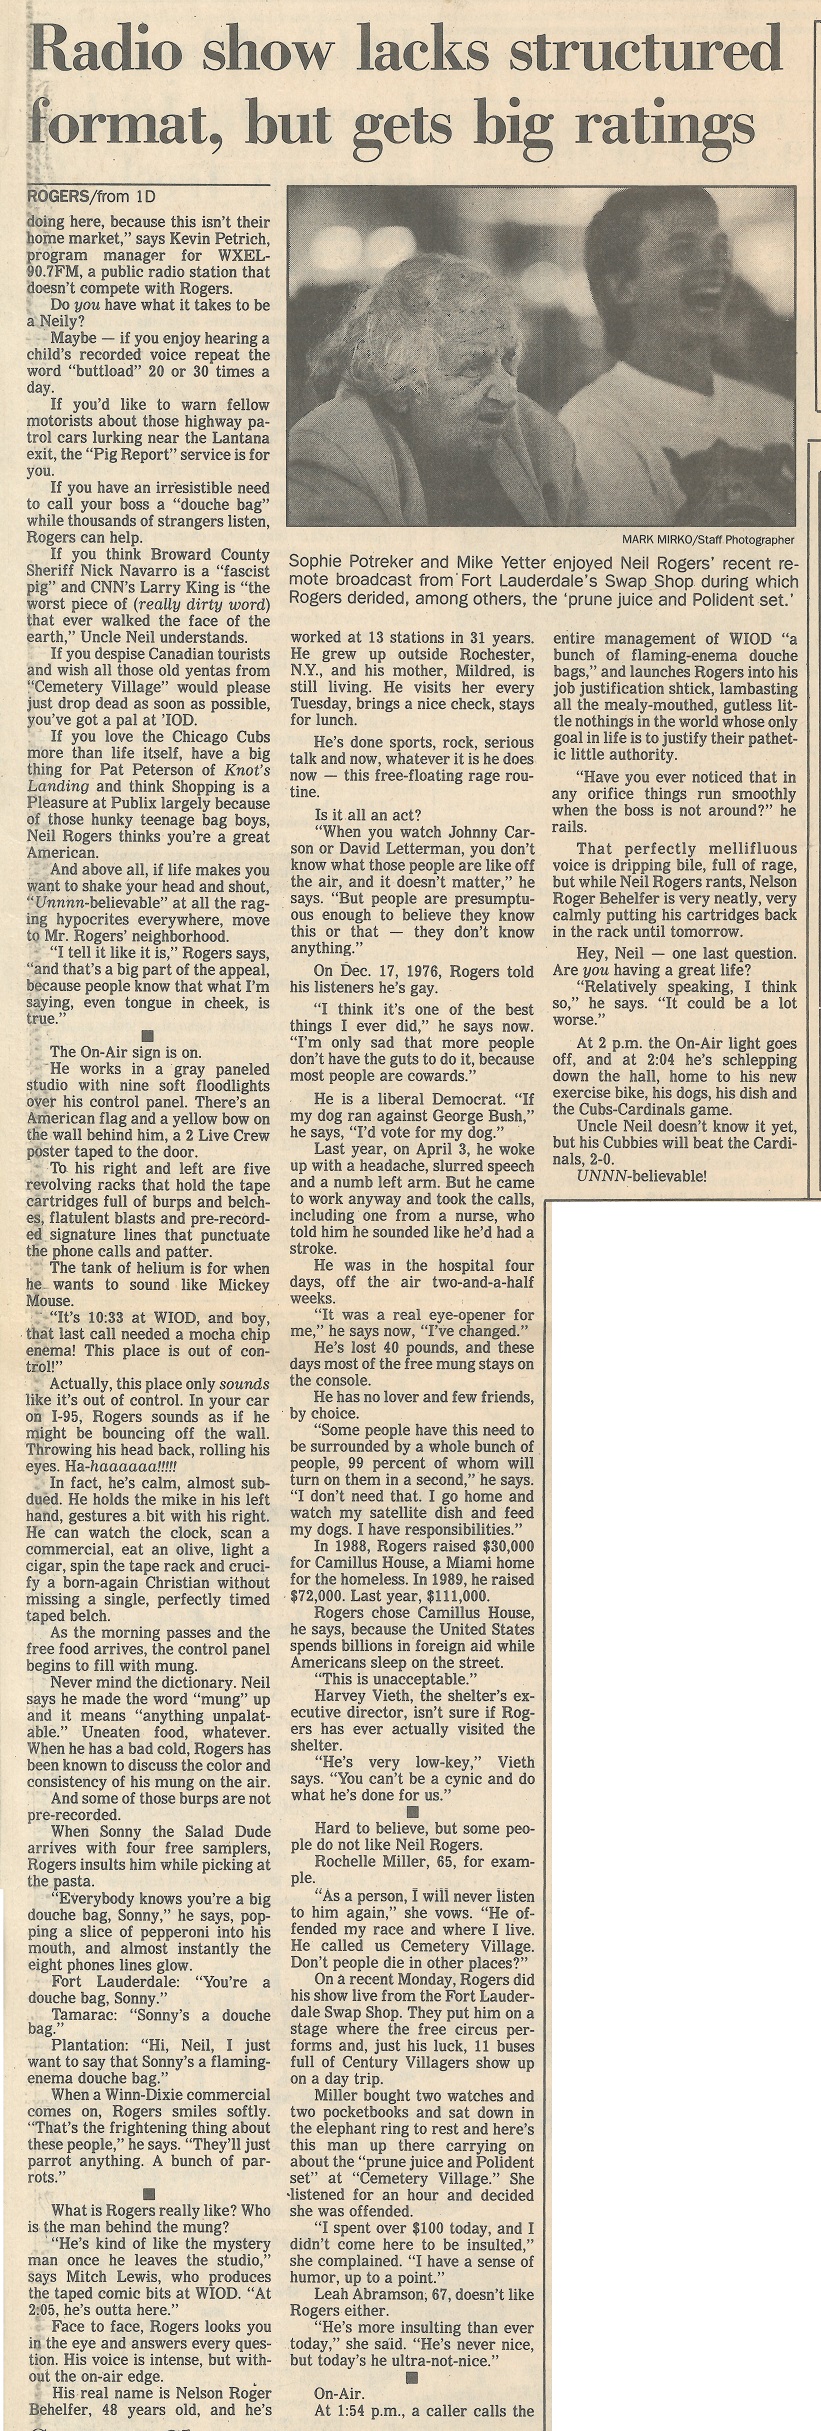 Radio show lacks structured
format, but gets big ratings
ROGERS/from 1D
doing here, because this isn't their
home market," says Kevin Petrich,
program manager for WXEL-
90.7FM, a public radio station that
doesn't compete with Rogers.
Do you have what it takes to be
a Neily?
Maybe — if you enjoy hearing a
child's recorded voice repeat the
word "buttload" 20 or 30 times a
day.
If you'd like to warn fellow
motorists about those highway pa-
trol cars lurking near the Lantana
exit, the "Pig Report" service is for
you.
If you have an irresistible need
to call your boss a "douche bag"
while thousands of strangers listen,
Rogers can help.
If you think Broward County
Sheriff Nick Navarro is a "fascist
pig" and CNN's Larry King is "the
worst piece of (really dirty word)
that ever walked the face of the
earth," Uncle Neil understands.
If you despise Canadian tourists
and wish all those old yentas from
"Cemetery Village" would please
just drop dead as soon as possible,
you've got a pal at 'IOD.
If you love the Chicago Cubs
more than life itself, have a big
thing for Pat Peterson of Knot's
Landing and think Shopping is a
Pleasure at Publix largely because
of those hunky teenage bag boys,
Neil Rogers thinks you're a great
American.
And above all, if life makes you
want to shake your head and shout,
"Unnnn-believable" at all the rag-
ing hypocrites everywhere, move
to Mr. Rogers' neighborhood.
"I tell it like it is," Rogers says,
"and that's a big part of the appeal,
because people know that what I'm
saying, even tongue in cheek, is
true."
The On-Air sign is on.
He works in a gray paneled
studio with nine soft floodlights
over his control panel. There's an
American flag and a yellow bow on
the wall behind him, a 2 Live Crew
poster taped to the door.
To his right and left are five
revolving racks that hold the tape
cartridges full of burps and belch-
es, flatulent blasts and pre-record-
ed signature lines that punctuate
the phone calls and patter.
The tank of helium is for when
he wants to sound like Mickey
Mouse.
"It's 10:33 at WIOD, and boy,
that last call needed a mocha chip
enema! This place is out of con-
trol!"
Actually, this place only sounds
like it's out of control. In your car
on I-95, Rogers sounds as if he
might be bouncing off the wall.
Throwing his head back, rolling his
eyes. Ha-haaaaaa!!!!!
In fact, he's calm, almost sub-
dued. He holds the mike in his left
hand, gestures a bit with his right.
He can watch the clock, scan a
commercial, eat an olive, light a
cigar, spin the tape rack and cruci-
fy a born-again Christian without
missing a single, perfectly timed
taped belch.
As the morning passes and the
free food arrives, the control panel
begins to fill with mung.
Never mind the dictionary. Neil
says he made the word "mung" up
and it means "anything unpalat-
able." Uneaten food, whatever.
When he has a bad cold, Rogers has
been known to discuss the color and
consistency of his mung on the air.
And some of those burps are not
pre-recorded.
When Sonny the Salad Dude
arrives with four free samplers,
Rogers insults him while picking at
the pasta.
"Everybody knows you're a big
douche bag, Sonny," he says, pop-
ping a slice of pepperoni into his
mouth, and almost instantly the
eight phones lines glow.
Fort Lauderdale: "You're a
douche bag, Sonny."
Tamarac: "Sonny's a douche
bag."
Plantation: "Hi, Neil, I just
want to say that Sonny's a flaming-
enema douche bag."
When a Winn-Dixie commercial
comes on, Rogers smiles softly.
"That's the frightening thing about
these people," he says. "They'll just
parrot anything. A bunch of par-
rots."
What is Rogers really like? Who
is the man behind the mung?
"He's kind of like the mystery
man once he leaves the studio,"
says Mitch Lewis, who produces
the taped comic bits at WIOD. "At
2:05, he's outta here."
Face to face, Rogers looks you
in the eye and answers every ques-
tion. His voice is intense, but with-
out the on-air edge.
His real name is Nelson Roger
Behelfer, 48 years old, and he's
MARK MIRKO/Staff Photographer
Sophie Potreker and Mike Yetter enjoyed Neil Rogers' recent re-
mote broadcast from Fort Lauderdale's Swap Shop during which
Rogers derided, among others, the 'prune juice and Polident set.'
worked at 13 stations in 31 years.
He grew up outside Rochester,
N.Y., and his mother, Mildred, is
still living. He visits her every
Tuesday, brings a nice check, stays
for lunch.
He's done sports, rock, serious
talk and now, whatever it is he does
now — this free-floating rage rou-
tine.
Is it all an act?
"When you watch Johnny Car-
son or David Letterman, you don't
know what those people are like off
the air, and it doesn't matter," he
says. "But people are presumptu-
ous enough to believe they know
this or that — they don't know
anything."
On Dec. 17, 1976, Rogers told
his listeners he's gay.
"I think it's one of the best
things I ever did," he says now.
"I'm only sad that more people
don't have the guts to do it, because
most people are cowards."
He is a liberal Democrat. "If
my dog ran against George Bush,"
he says, "I'd vote for my dog."
Last year, on April 3, he woke
up with a headache, slurred speech
and a numb left arm. But he came
to work anyway and took the calls,
including one from a nurse, who
told him he sounded like he'd had a
stroke.
He was in the hospital four
days, off the air two-and-a-half
weeks.
"It was a real eye-opener for
me," he says now, "I've changed."
He's lost 40 pounds, and these
days most of the free mung stays on
the console.
He has no lover and few friends,
by choice.
"Some people have this need to
be surrounded by a whole bunch of
people, 99 percent of whom will
turn on them in a second," he says.
"I don't need that. I go home and
watch my satellite dish and feed
my dogs. I have responsibilities."
In 1988, Rogers raised $30,000
for Camillus House, a Miami home
for the homeless. In 1989, he raised
$72,000. Last year, $111,000.
Rogers chose Camillus House,
he says, because the United States
spends billions in foreign aid while
Americans sleep on the street.
"This is unacceptable."
Harvey Vieth, the shelter's ex-
ecutive director, isn't sure if Rog-
ers has ever actually visited the
shelter.
"He's very low-key," Vieth
says. "You can't be a cynic and do
what he's done for us."
Hard to believe, but some peo-
ple do not like Neil Rogers.
Rochelle Miller, 65, for exam-
ple.
"As a person, I will never listen
to him again," she vows. "He of-
fended my race and where I live.
He called us Cemetery Village.
Don't people die in other places?"
On a recent Monday, Rogers did
his show live from the Fort Lauder-
dale Swap Shop. They put him on a
stage where the free circus per-
forms and, just his luck, 11 buses
full of Century Villagers show up
on a day trip.
Miller bought two watches and
two pocketbooks and sat down in
the elephant ring to rest and here's
this man up there carrying on
about the "prune juice and Polident
set" at "Cemetery Village." She
listened for an hour and decided
she was offended.
"I spent over $100 today, and I
didn't come here to be insulted,"
she complained. "I have a sense of
humor, up to a point."
Leah Abramson, 67, doesn't like
Rogers either.
"He's more insulting than ever
today," she said. "He's never nice,
but today's he ultra-not-nice."
On-Air.
At 1:54 p.m., a caller calls the
entire management of WIOD "a
bunch of flaming-enema douche
bags," and launches Rogers into his
job justification shtick, lambasting
all the mealy-mouthed, gutless lit-
tle nothings in the world whose only
goal in life is to justify their pathet-
ic little authority.
"Have you ever noticed that in
any orifice things run smoothly
when the boss is not around?" he
rails.
That perfectly mellifluous
voice is dripping bile, full of rage,
but while Neil Rogers rants, Nelson
Roger Behelfer is very neatly, very
calmly putting his cartridges back
in the rack until tomorrow.
Hey, Neil — one last question.
Are you having a great life?
"Relatively speaking, I think
so," he says. "It could be a lot
worse."
At 2 p.m. the On-Air light goes
off, and at 2:04 he's schlepping
down the hall, home to his new
exercise bike, his dogs, his dish and
the Cubs-Cardinals game.
Uncle Neil doesn't know it yet,
but his Cubbies will beat the Cardi-
nals, 2-0.
UNNN-believable!